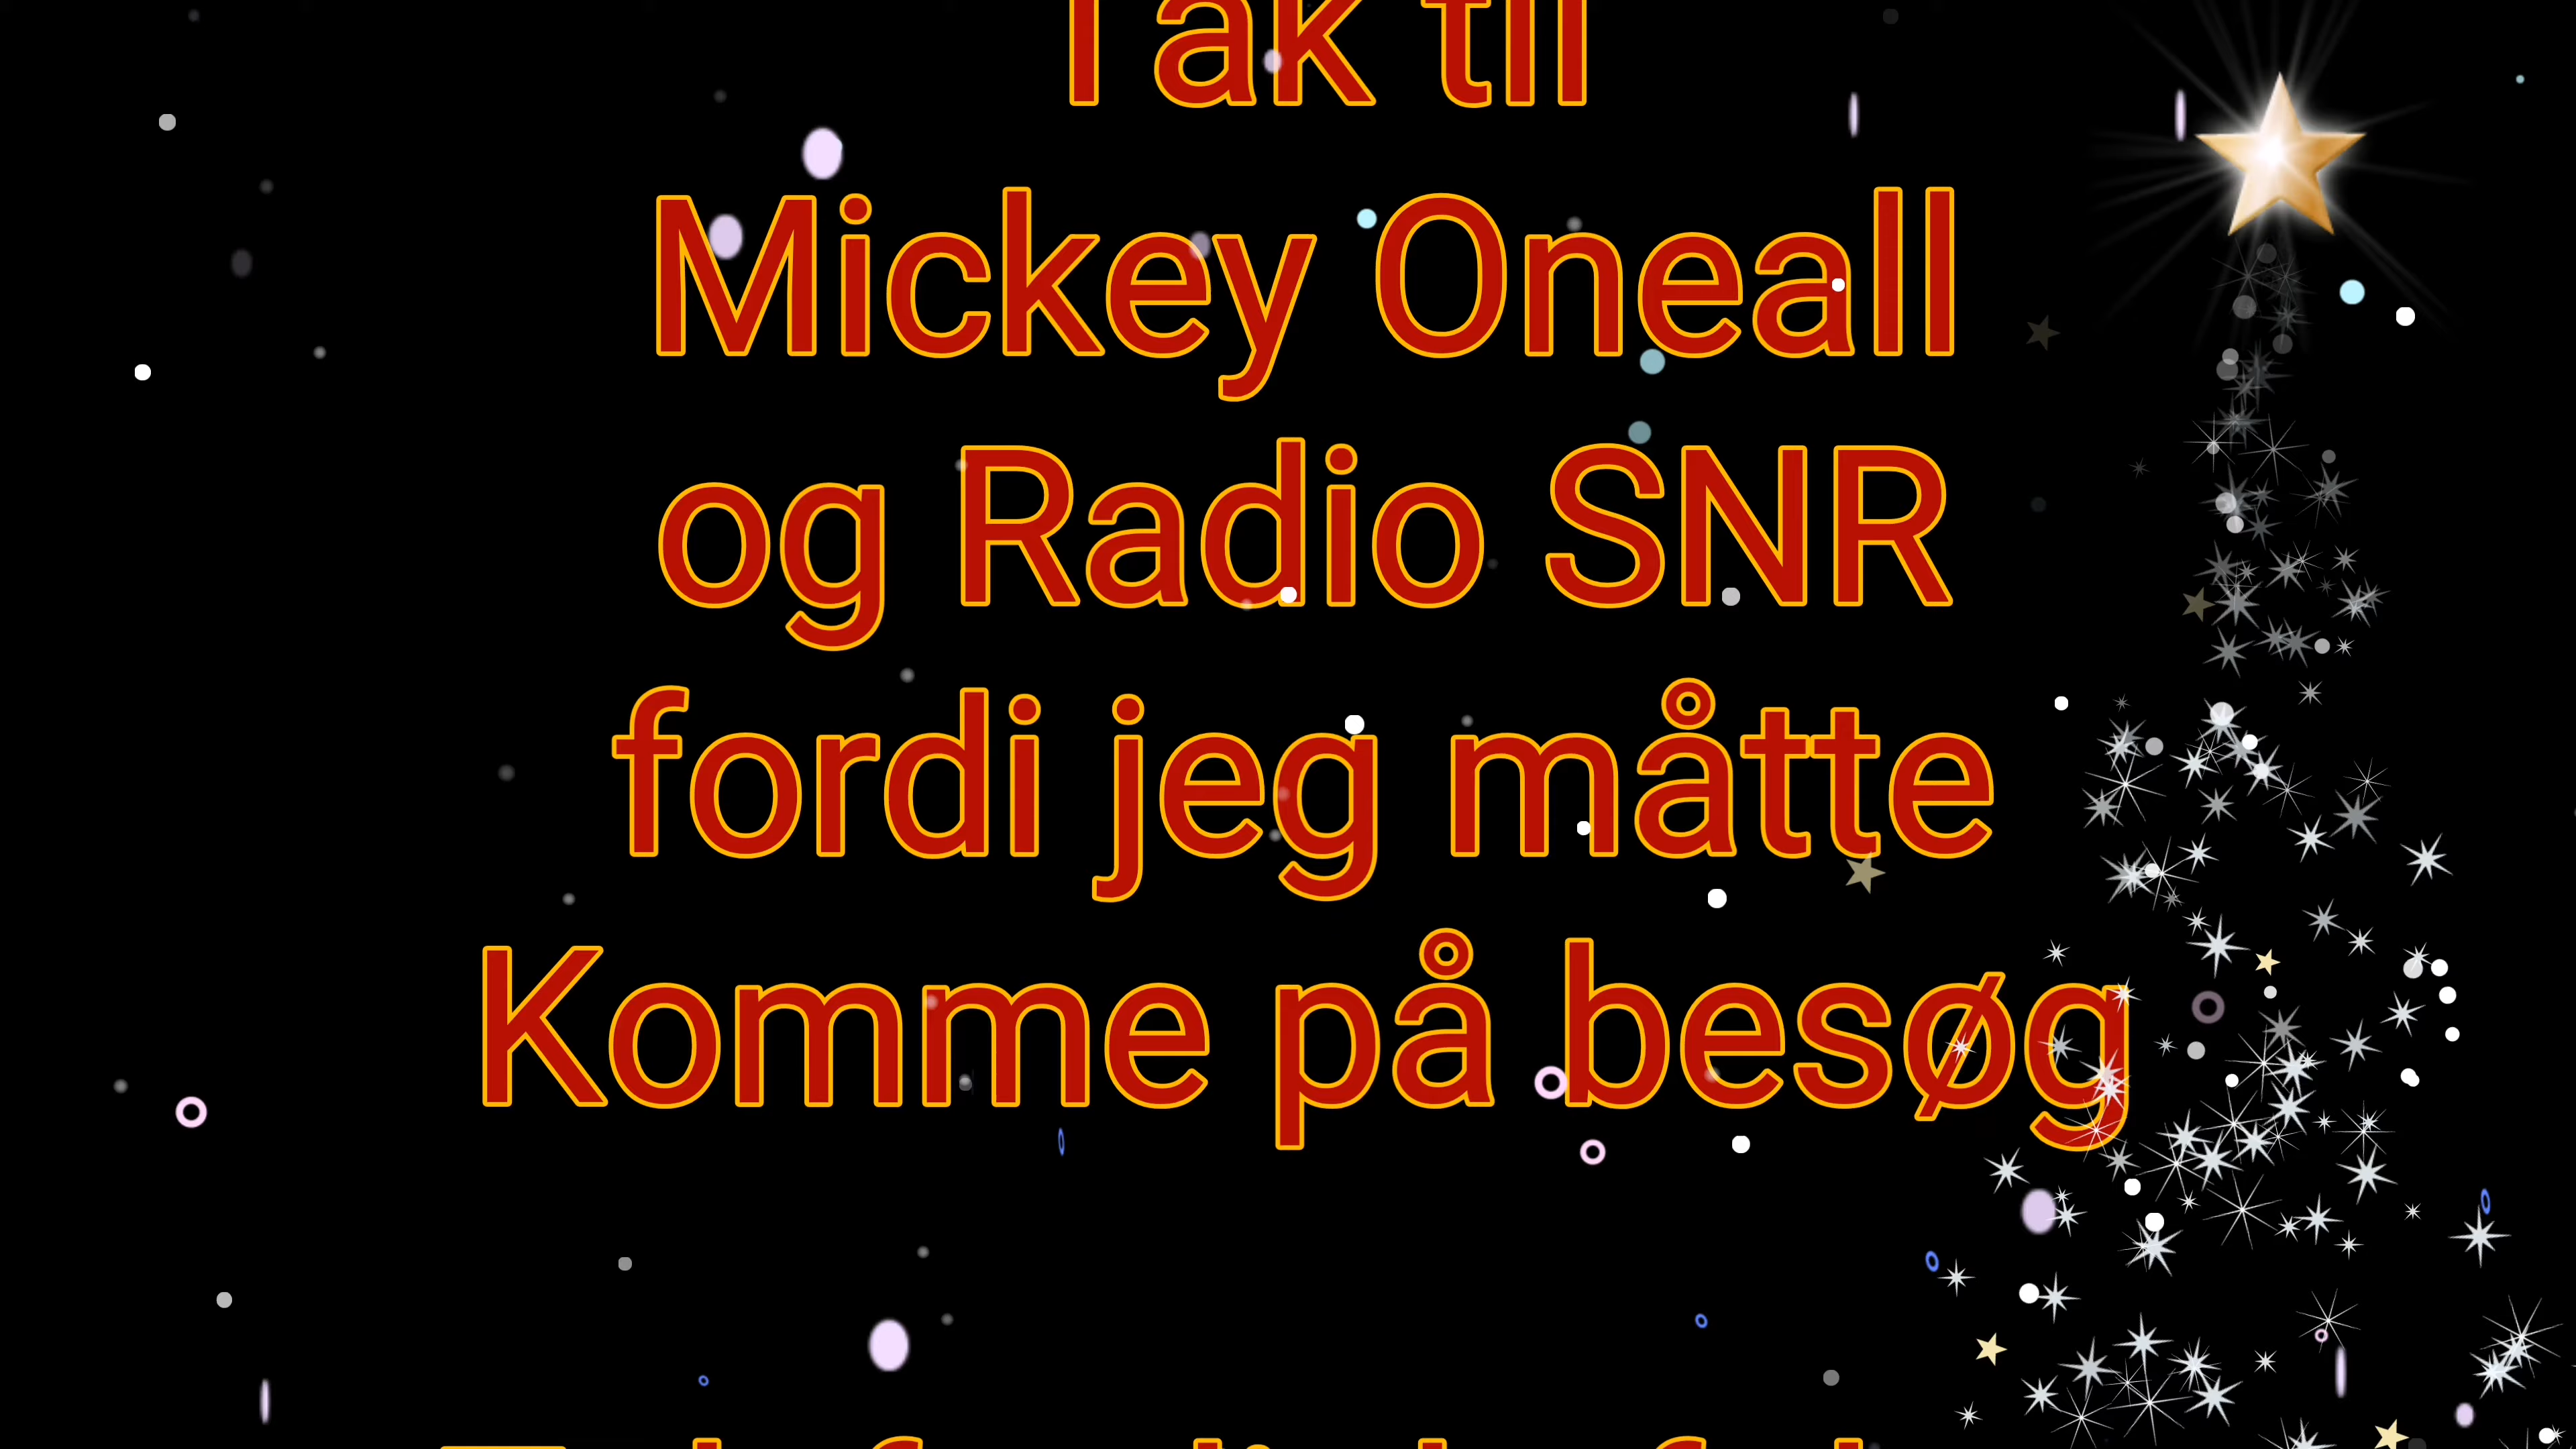 Tak til
Mickey Oneall
og Radio SNR
fordi jeg måtte
Komme på besøg